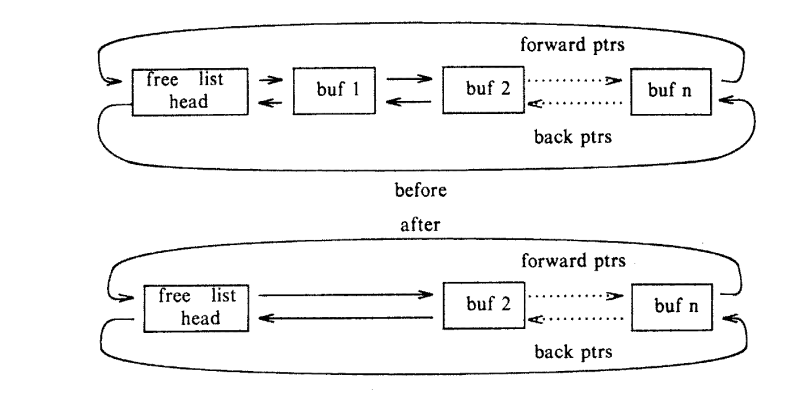 forward ptrs
free list
head
buf 1
buf 2
buf n
back ptrs
before
after
forward ptrs
free list
head
buf 2
buf n
back ptrs